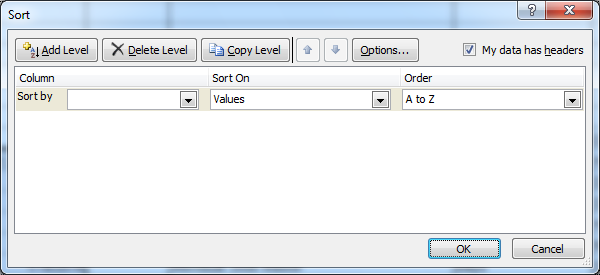 Sort
Add Level Delete Level Copy Level Options... My data has headers
Column Sort On Order
Sort by Values A to Z
OK Cancel